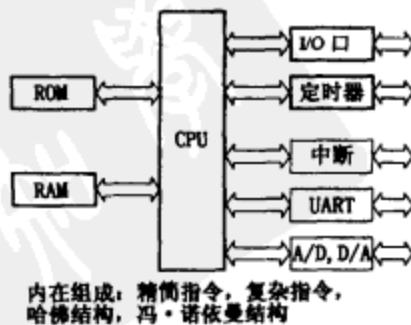 I/O 口
ROM
定时器
CPU
中断
RAM
UART
A/D, D/A
内在组成：精简指令，复杂指令，
哈佛结构，冯·诺依曼结构